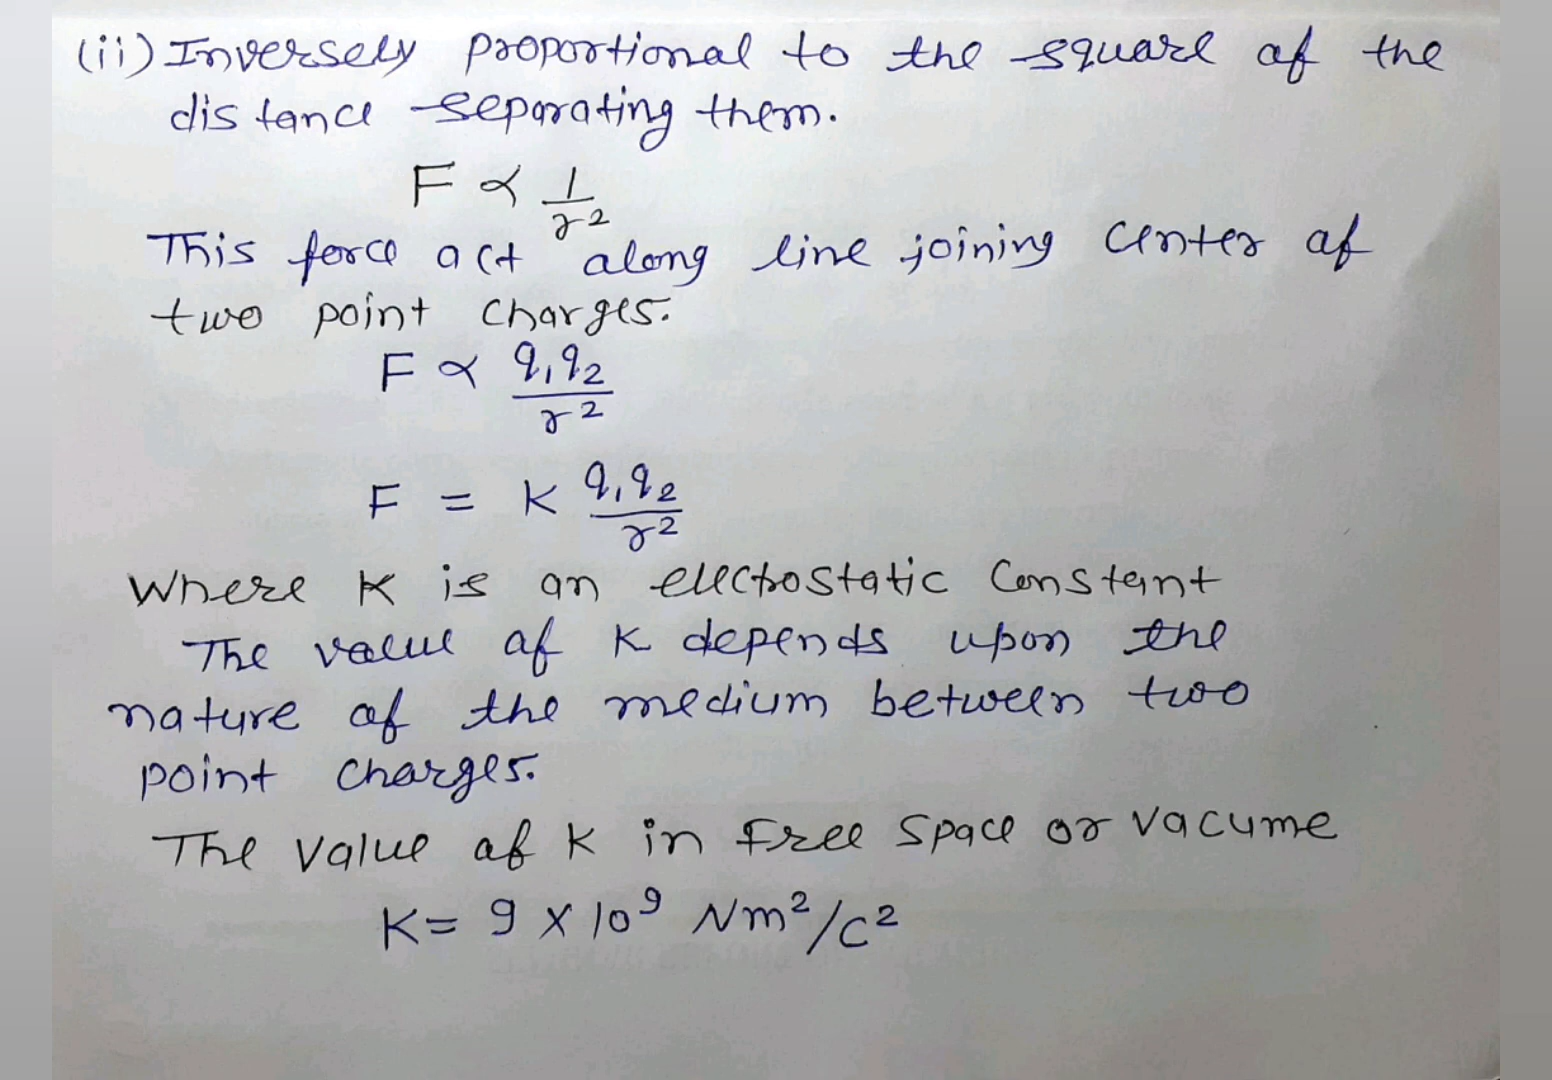 (ii) Inversely proportional to the square of the
distance separating them.
F ∝ 1/r²
This force act along line joining center of
two point charges.
F ∝ q₁q₂/r²
F = K q₁q₂/r²
Where K is an electrostatic Constant
The value of K depends upon the
nature of the medium between two
point charges.
The value of K in free space or vacume
K = 9 × 10⁹ Nm²/C²